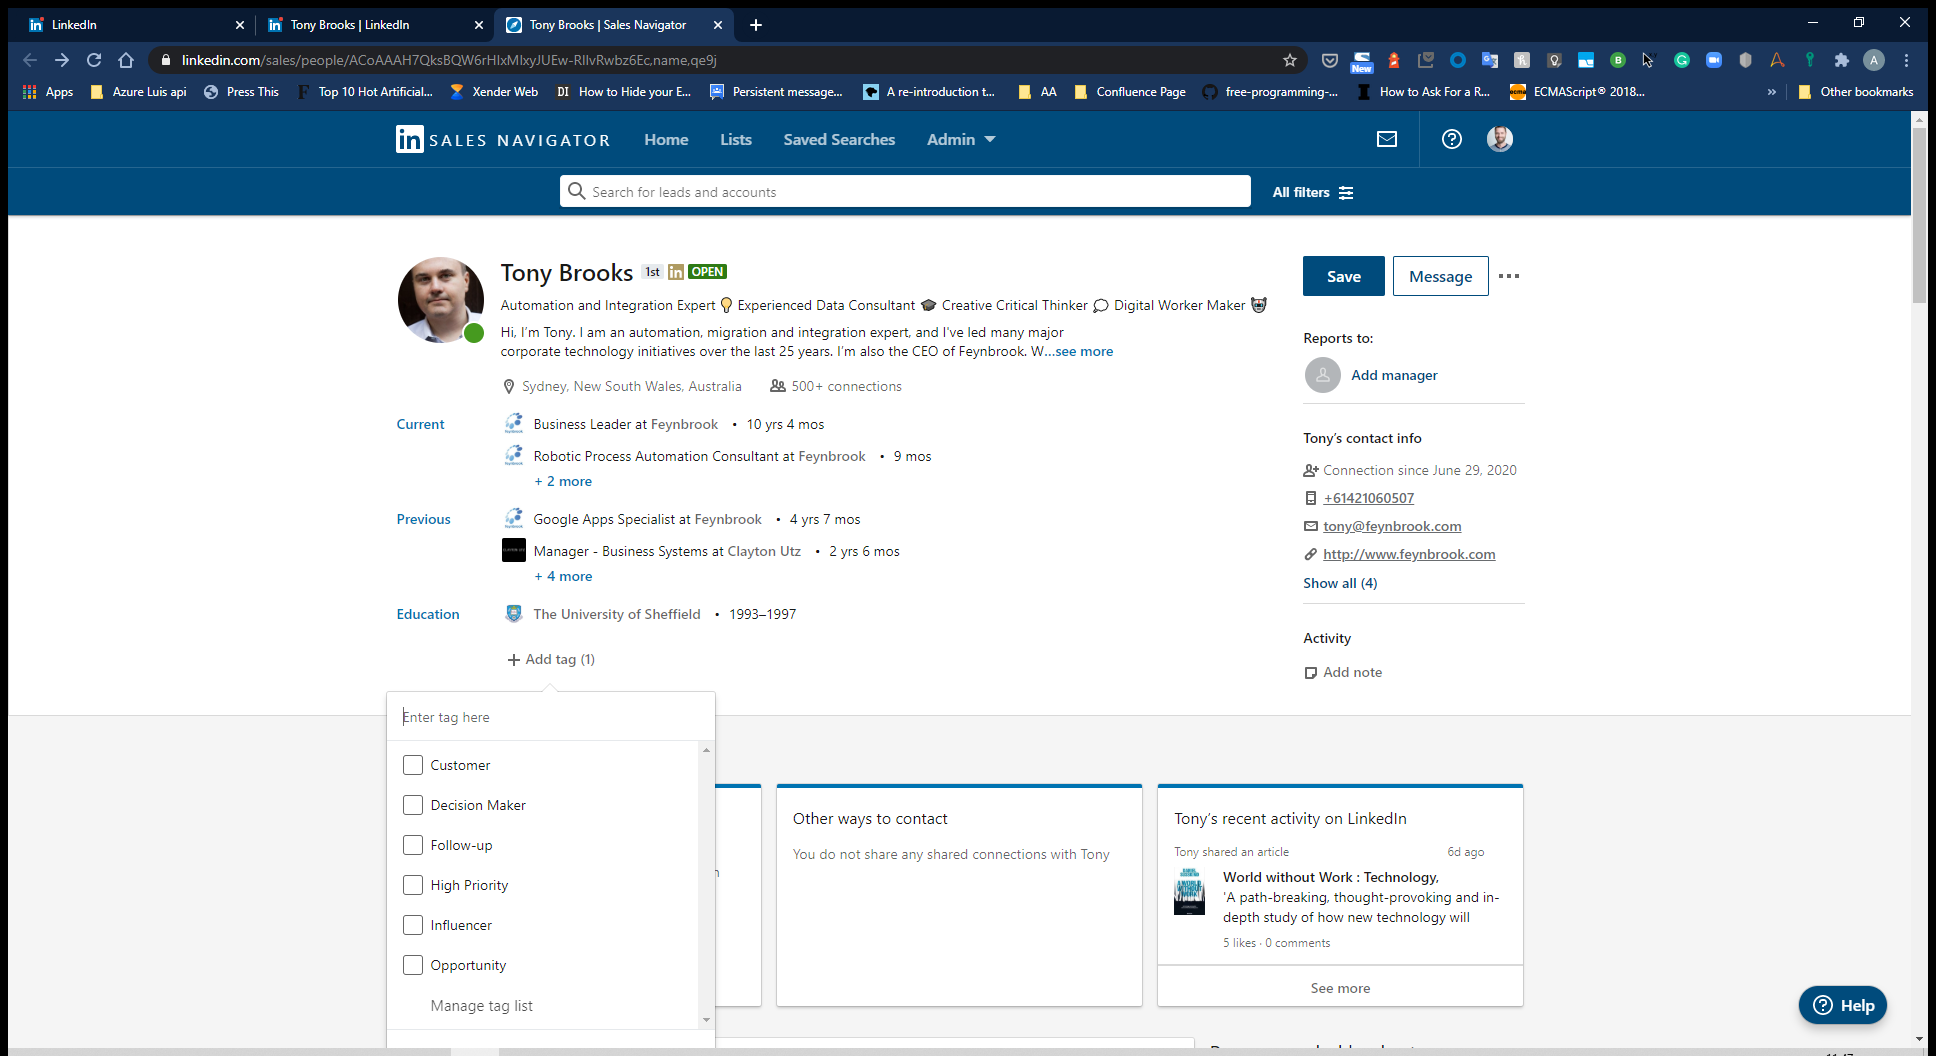 LinkedIn
Tony Brooks | LinkedIn
Tony Brooks | Sales Navigator
linkedin.com/sales/people/ACoAAAH7QksBQW6rHIxMlxyJUEw-RIlvRwbz6Ec,name,qe9j
New
A
Apps
Azure Luis api
Press This
Top 10 Hot Artificial...
Xender Web
DI How to Hide your E...
Persistent message...
A re-introduction t...
AA
Confluence Page
free-programming-...
How to Ask For a R...
ECMAScript® 2018...
»
Other bookmarks
in SALES NAVIGATOR
Home
Lists
Saved Searches
Admin
Search for leads and accounts
All filters
Tony Brooks 1st in OPEN
Automation and Integration Expert 💡 Experienced Data Consultant 🎓 Creative Critical Thinker 💭 Digital Worker Maker 🤖
Hi, I'm Tony. I am an automation, migration and integration expert, and I've led many major
corporate technology initiatives over the last 25 years. I'm also the CEO of Feynbrook. W...see more
Sydney, New South Wales, Australia
500+ connections
Current
Business Leader at Feynbrook • 10 yrs 4 mos
Robotic Process Automation Consultant at Feynbrook • 9 mos
+ 2 more
Previous
Google Apps Specialist at Feynbrook • 4 yrs 7 mos
Manager - Business Systems at Clayton Utz • 2 yrs 6 mos
+ 4 more
Education
The University of Sheffield • 1993–1997
+ Add tag (1)
Save
Message
Reports to:
Add manager
Tony's contact info
Connection since June 29, 2020
+61421060507
tony@feynbrook.com
http://www.feynbrook.com
Show all (4)
Activity
Add note
Enter tag here
Customer
Decision Maker
Follow-up
High Priority
Influencer
Opportunity
Manage tag list
Other ways to contact
You do not share any shared connections with Tony
Tony's recent activity on LinkedIn
Tony shared an article
6d ago
World without Work : Technology,
'A path-breaking, thought-provoking and in-
depth study of how new technology will
5 likes · 0 comments
See more
Help